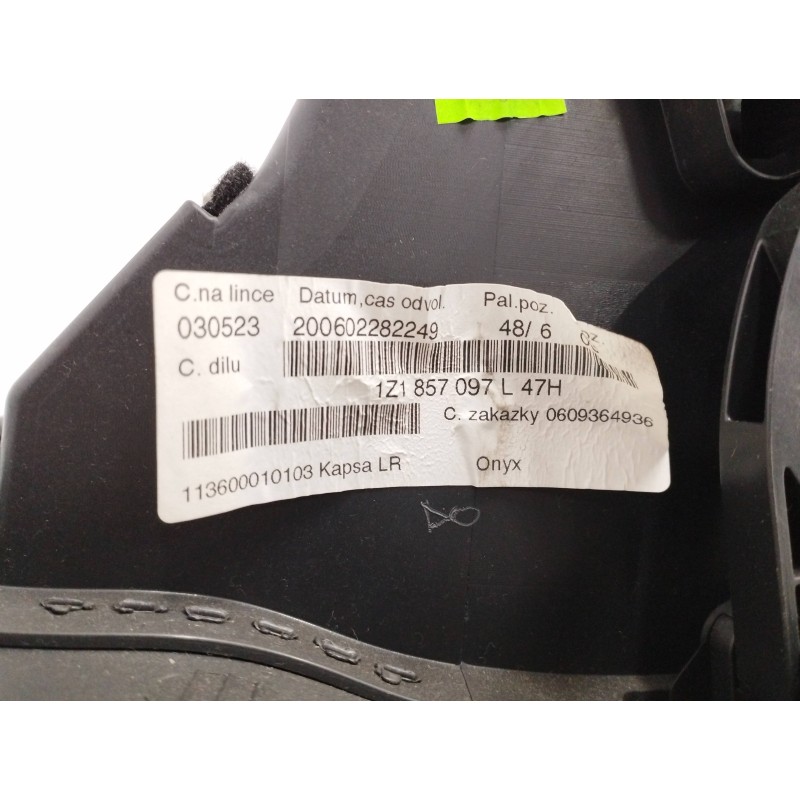 C.na lince Datum,cas odvol. Pal.poz.
030523 200602282249 48/ 6
C. dilu
1Z1 857 097 L 47H
C. zakazky 0609364936
113600010103 Kapsa LR Onyx